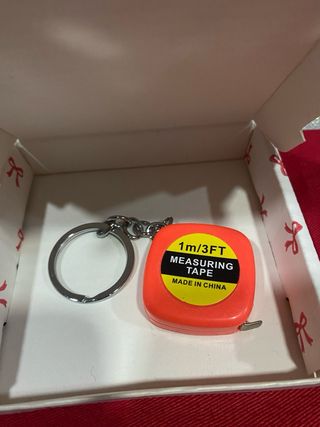 1m/3FT
MEASURING
TAPE
MADE IN CHINA